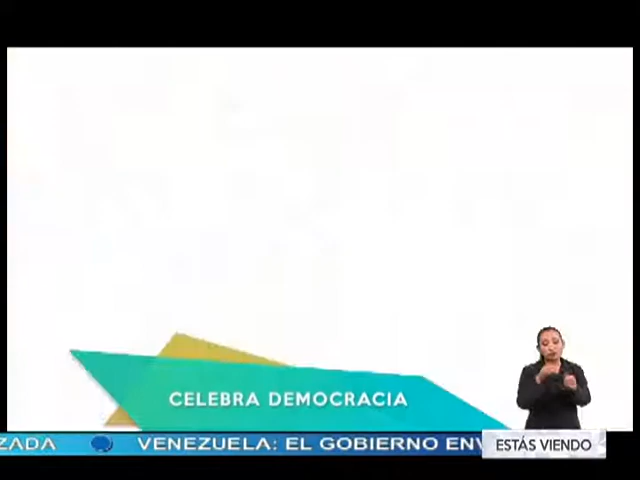 CELEBRA DEMOCRACIA
ZADA VENEZUELA: EL GOBIERNO ENV
ESTÁS VIENDO